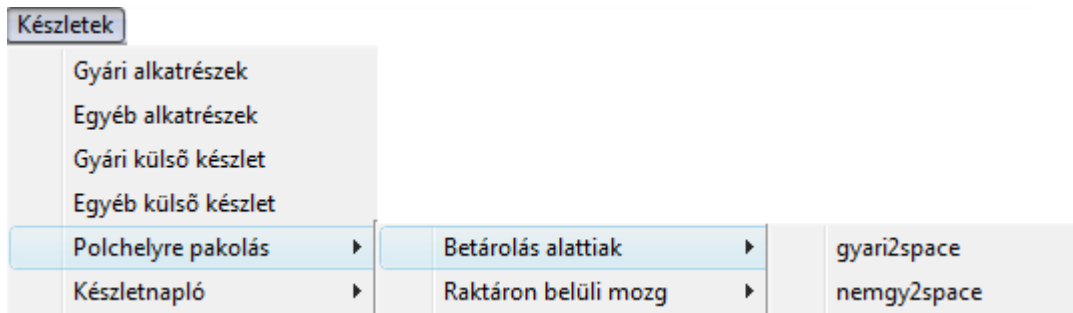 Készletek
Gyári alkatrészek
Egyéb alkatrészek
Gyári külsõ készlet
Egyéb külsõ készlet
Polchelyre pakolás
Betárolás alattiak
gyari2space
Készletnapló
Raktáron belüli mozg
nemgy2space